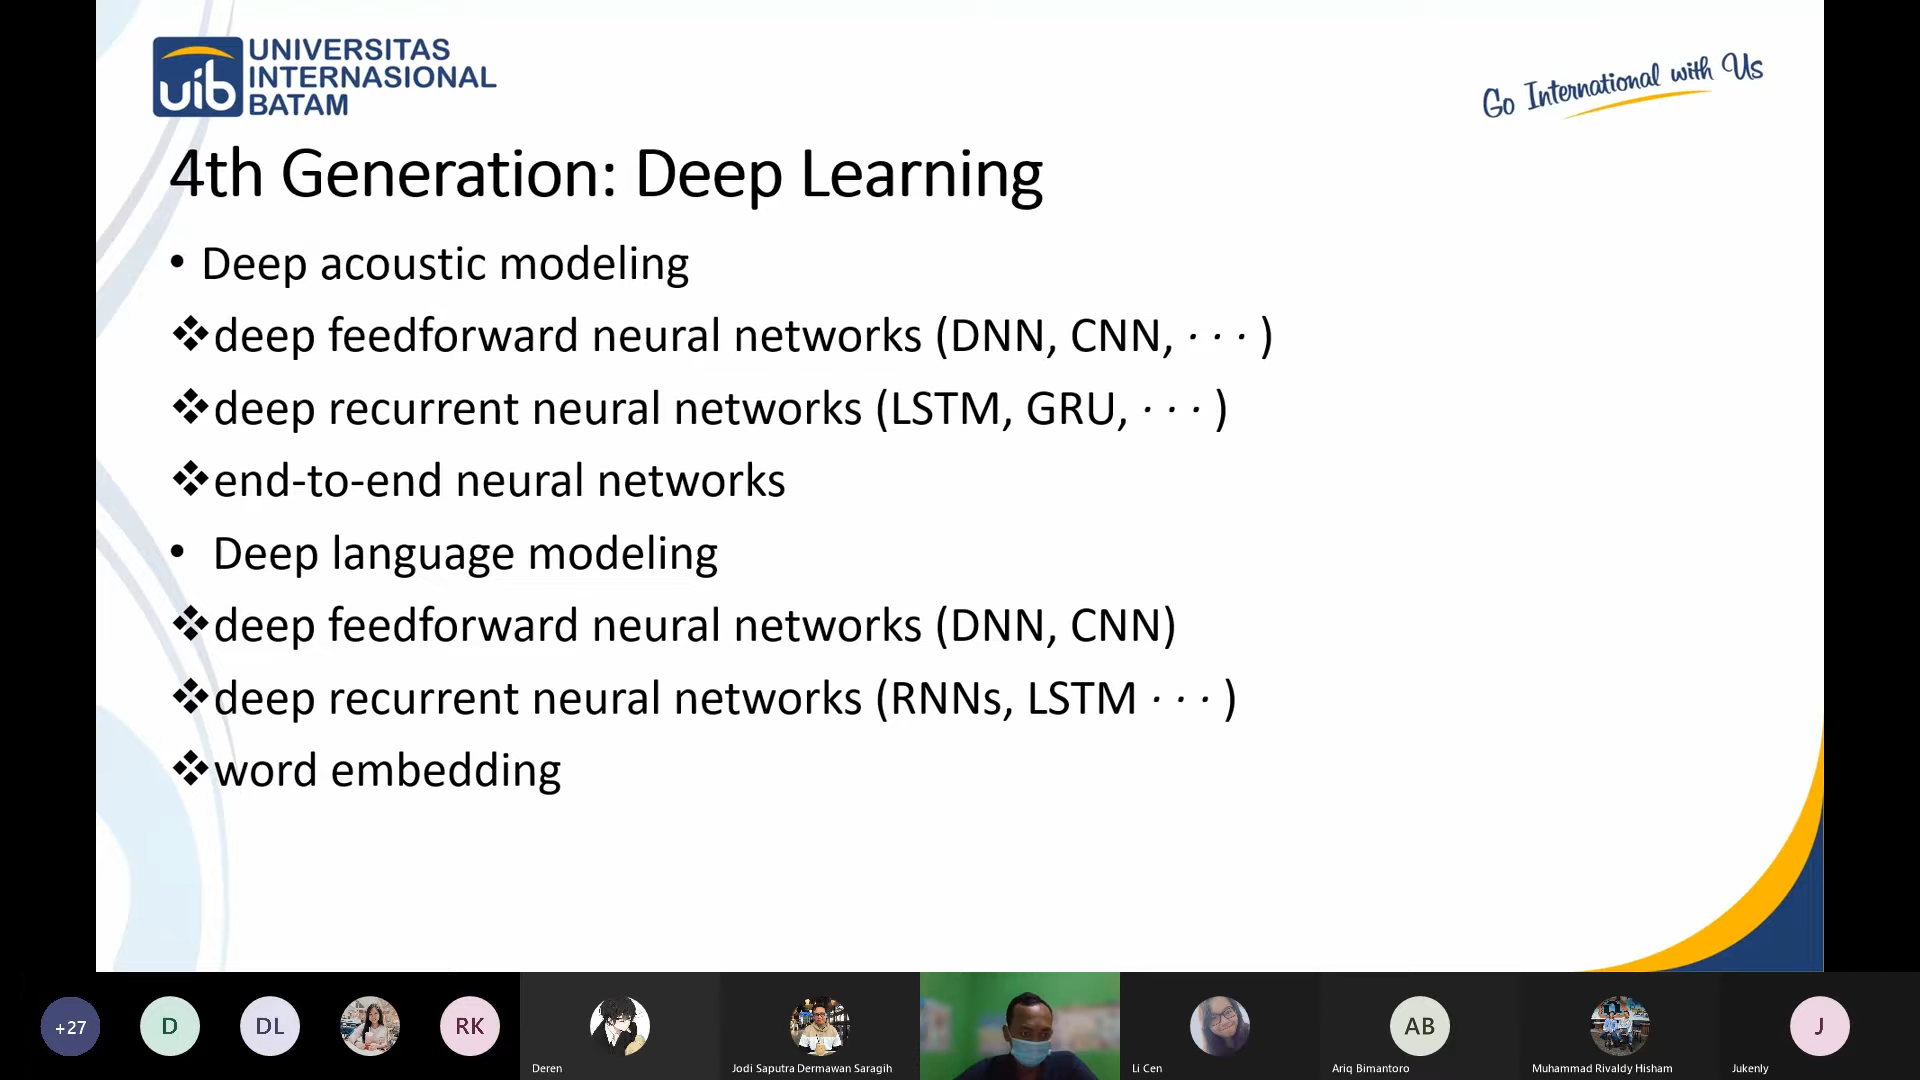 uib
UNIVERSITAS
INTERNASIONAL
BATAM
Go International with Us
4th Generation: Deep Learning
• Deep acoustic modeling
❖deep feedforward neural networks (DNN, CNN, · · · )
❖deep recurrent neural networks (LSTM, GRU, · · · )
❖end-to-end neural networks
• Deep language modeling
❖deep feedforward neural networks (DNN, CNN)
❖deep recurrent neural networks (RNNs, LSTM · · · )
❖word embedding
+27
D
DL
RK
Deren
Jodi Saputra Dermawan Saragih
Li Cen
AB
Ariq Bimantoro
Muhammad Rivaldy Hisham
J
Jukenly